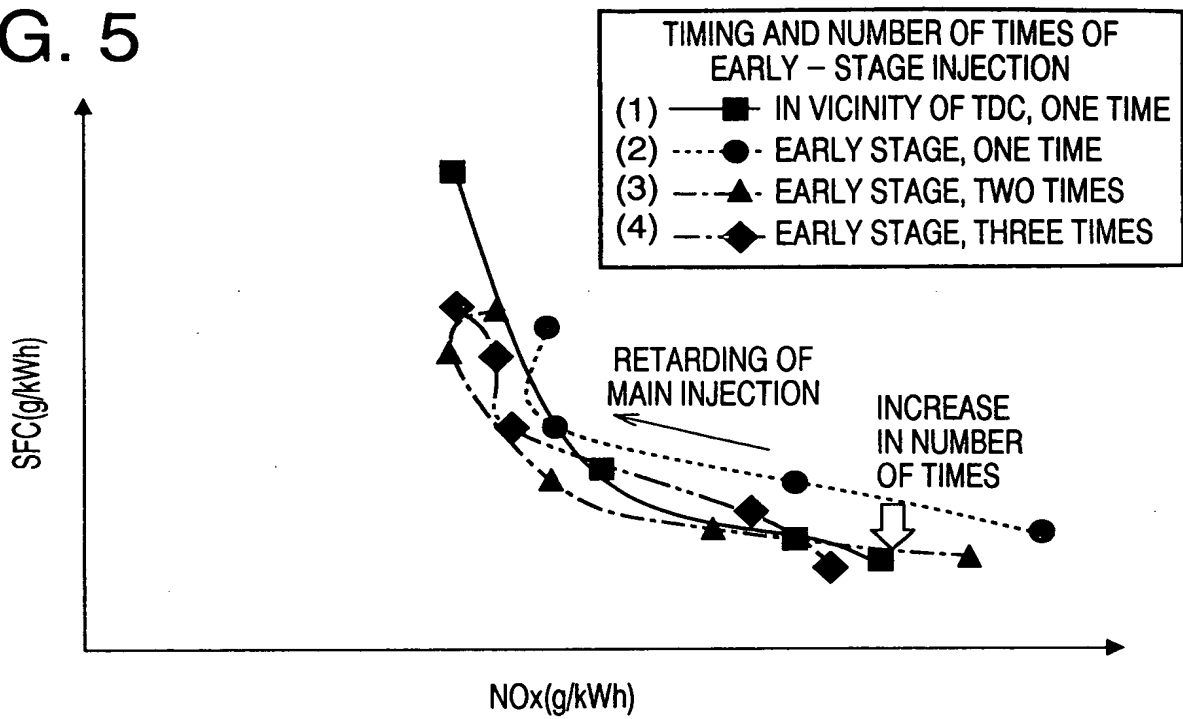 G. 5
TIMING AND NUMBER OF TIMES OF
EARLY – STAGE INJECTION
(1) IN VICINITY OF TDC, ONE TIME
(2) EARLY STAGE, ONE TIME
(3) EARLY STAGE, TWO TIMES
(4) EARLY STAGE, THREE TIMES
RETARDING OF
MAIN INJECTION
INCREASE
IN NUMBER
OF TIMES
SFC(g/kWh)
NOx(g/kWh)